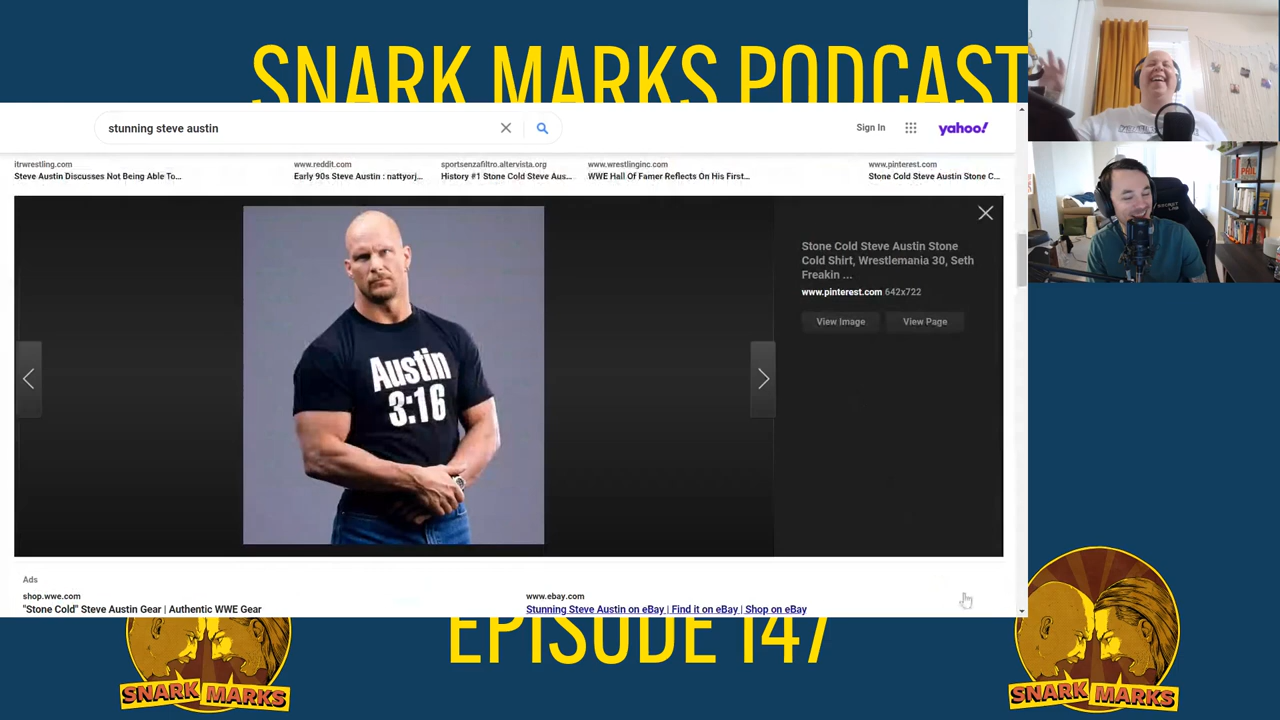 SNARK MARKS PODCAST
stunning steve austin
Sign In
yahoo!
itrwrestling.com
Steve Austin Discusses Not Being Able To...
www.reddit.com
Early 90s Steve Austin : nattyorj...
sportsenzafiltro.altervista.org
History #1 Stone Cold Steve Aus...
www.wrestlinginc.com
WWE Hall Of Famer Reflects On His First...
www.pinterest.com
Stone Cold Steve Austin Stone C...
Austin
3:16
Stone Cold Steve Austin Stone
Cold Shirt, Wrestlemania 30, Seth
Freakin ...
www.pinterest.com 642x722
View Image
View Page
Ads
shop.wwe.com
"Stone Cold" Steve Austin Gear | Authentic WWE Gear
www.ebay.com
Stunning Steve Austin on eBay | Find it on eBay | Shop on eBay
EPISODE 147
SNARK MARKS
SNARK MARKS